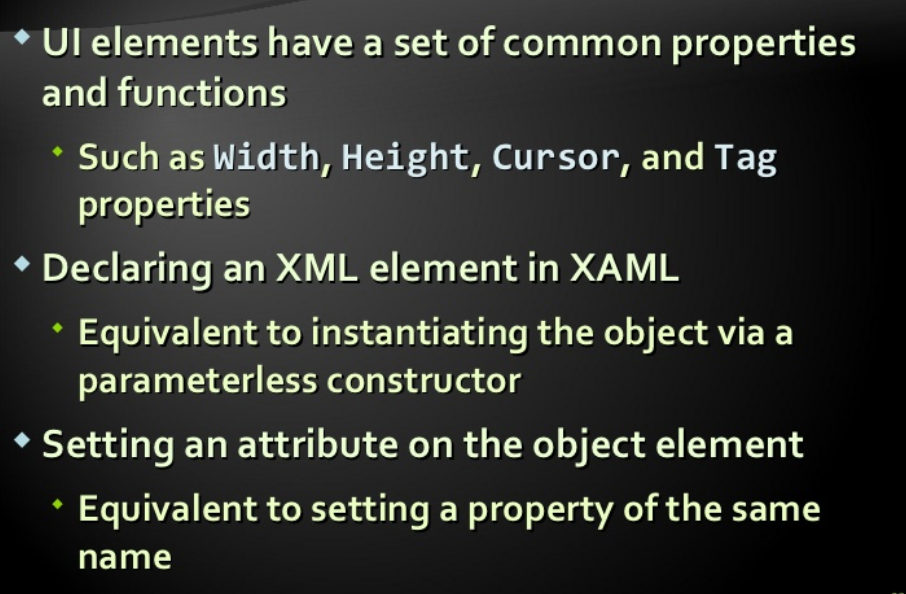 UI elements have a set of common properties
and functions
Such as Width, Height, Cursor, and Tag
properties
Declaring an XML element in XAML
Equivalent to instantiating the object via a
parameterless constructor
Setting an attribute on the object element
Equivalent to setting a property of the same
name